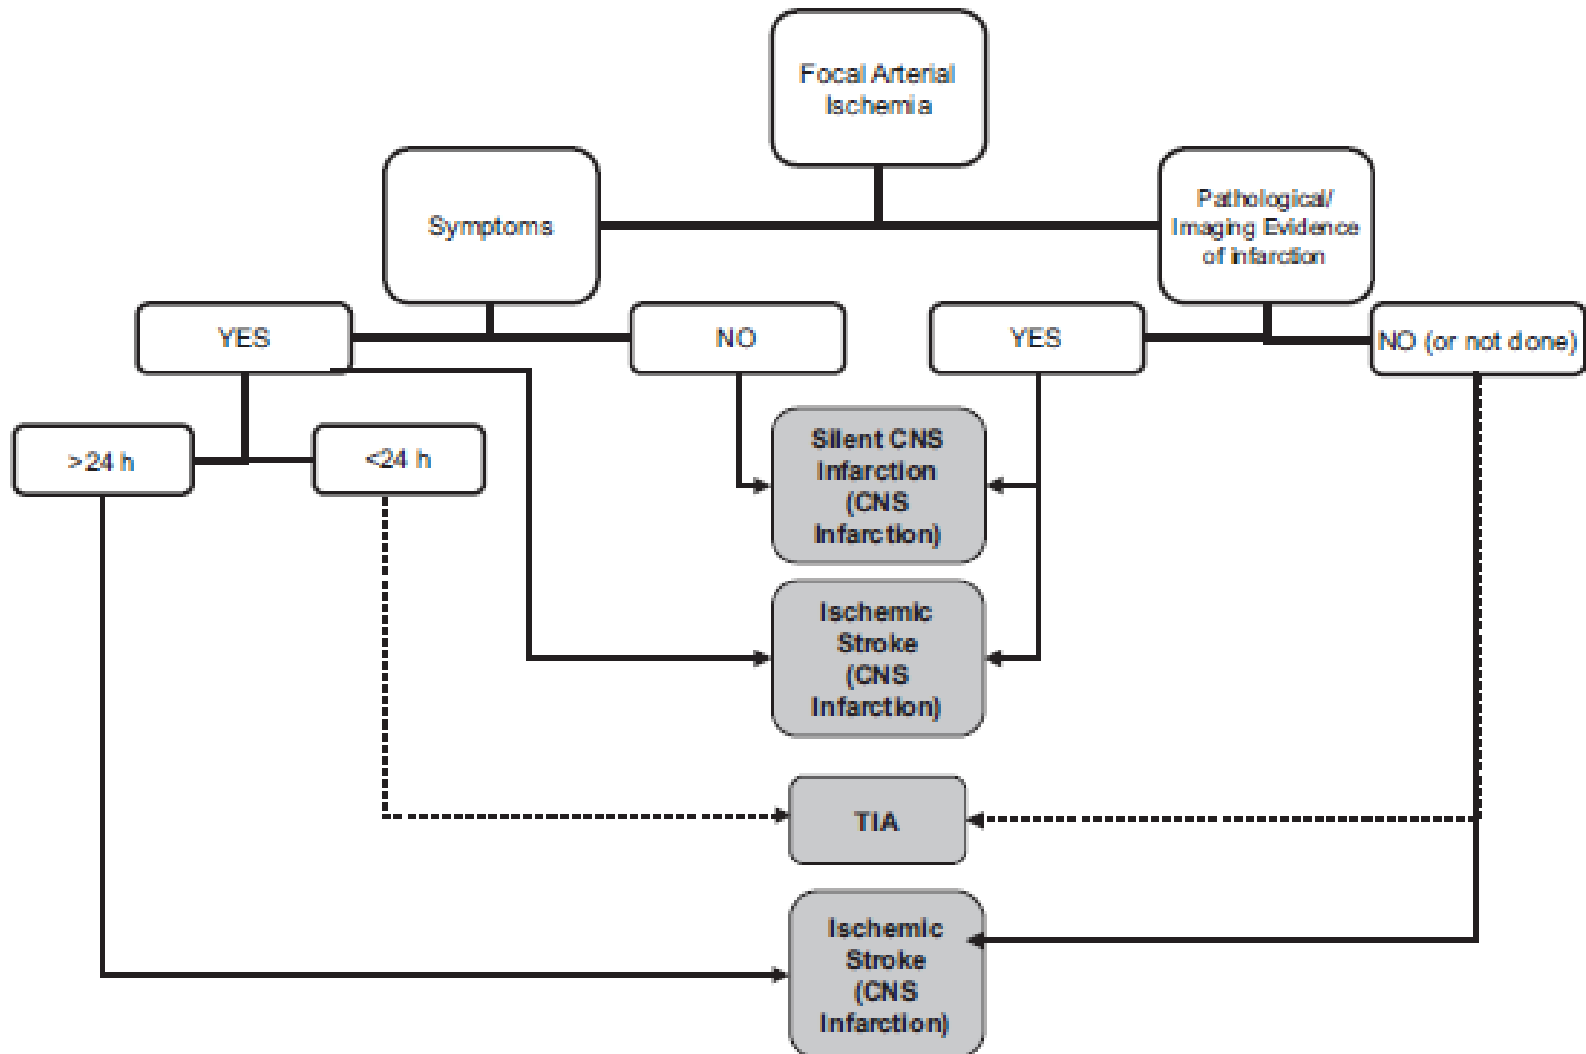 Focal Arterial
Ischemia
Symptoms
Pathological/
Imaging Evidence
of infarction
YES
NO
YES
NO (or not done)
>24 h
<24 h
Silent CNS
Infarction
(CNS
Infarction)
Ischemic
Stroke
(CNS
Infarction)
TIA
Ischemic
Stroke
(CNS
Infarction)